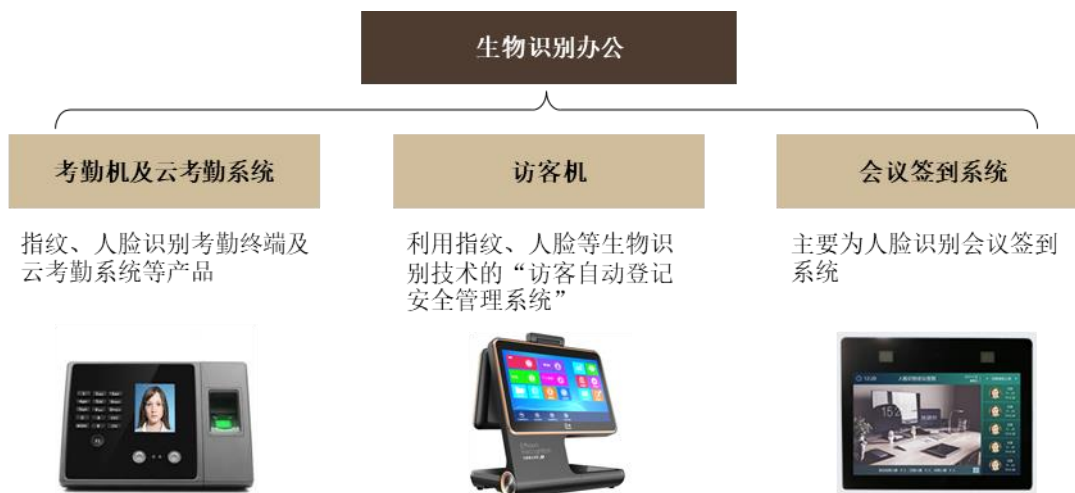 生物识别办公
考勤机及云考勤系统
访客机
会议签到系统
指纹、人脸识别考勤终端及
云考勤系统等产品
利用指纹、人脸等生物识
别技术的“访客自动登记
安全管理系统”
主要为人脸识别会议签到
系统